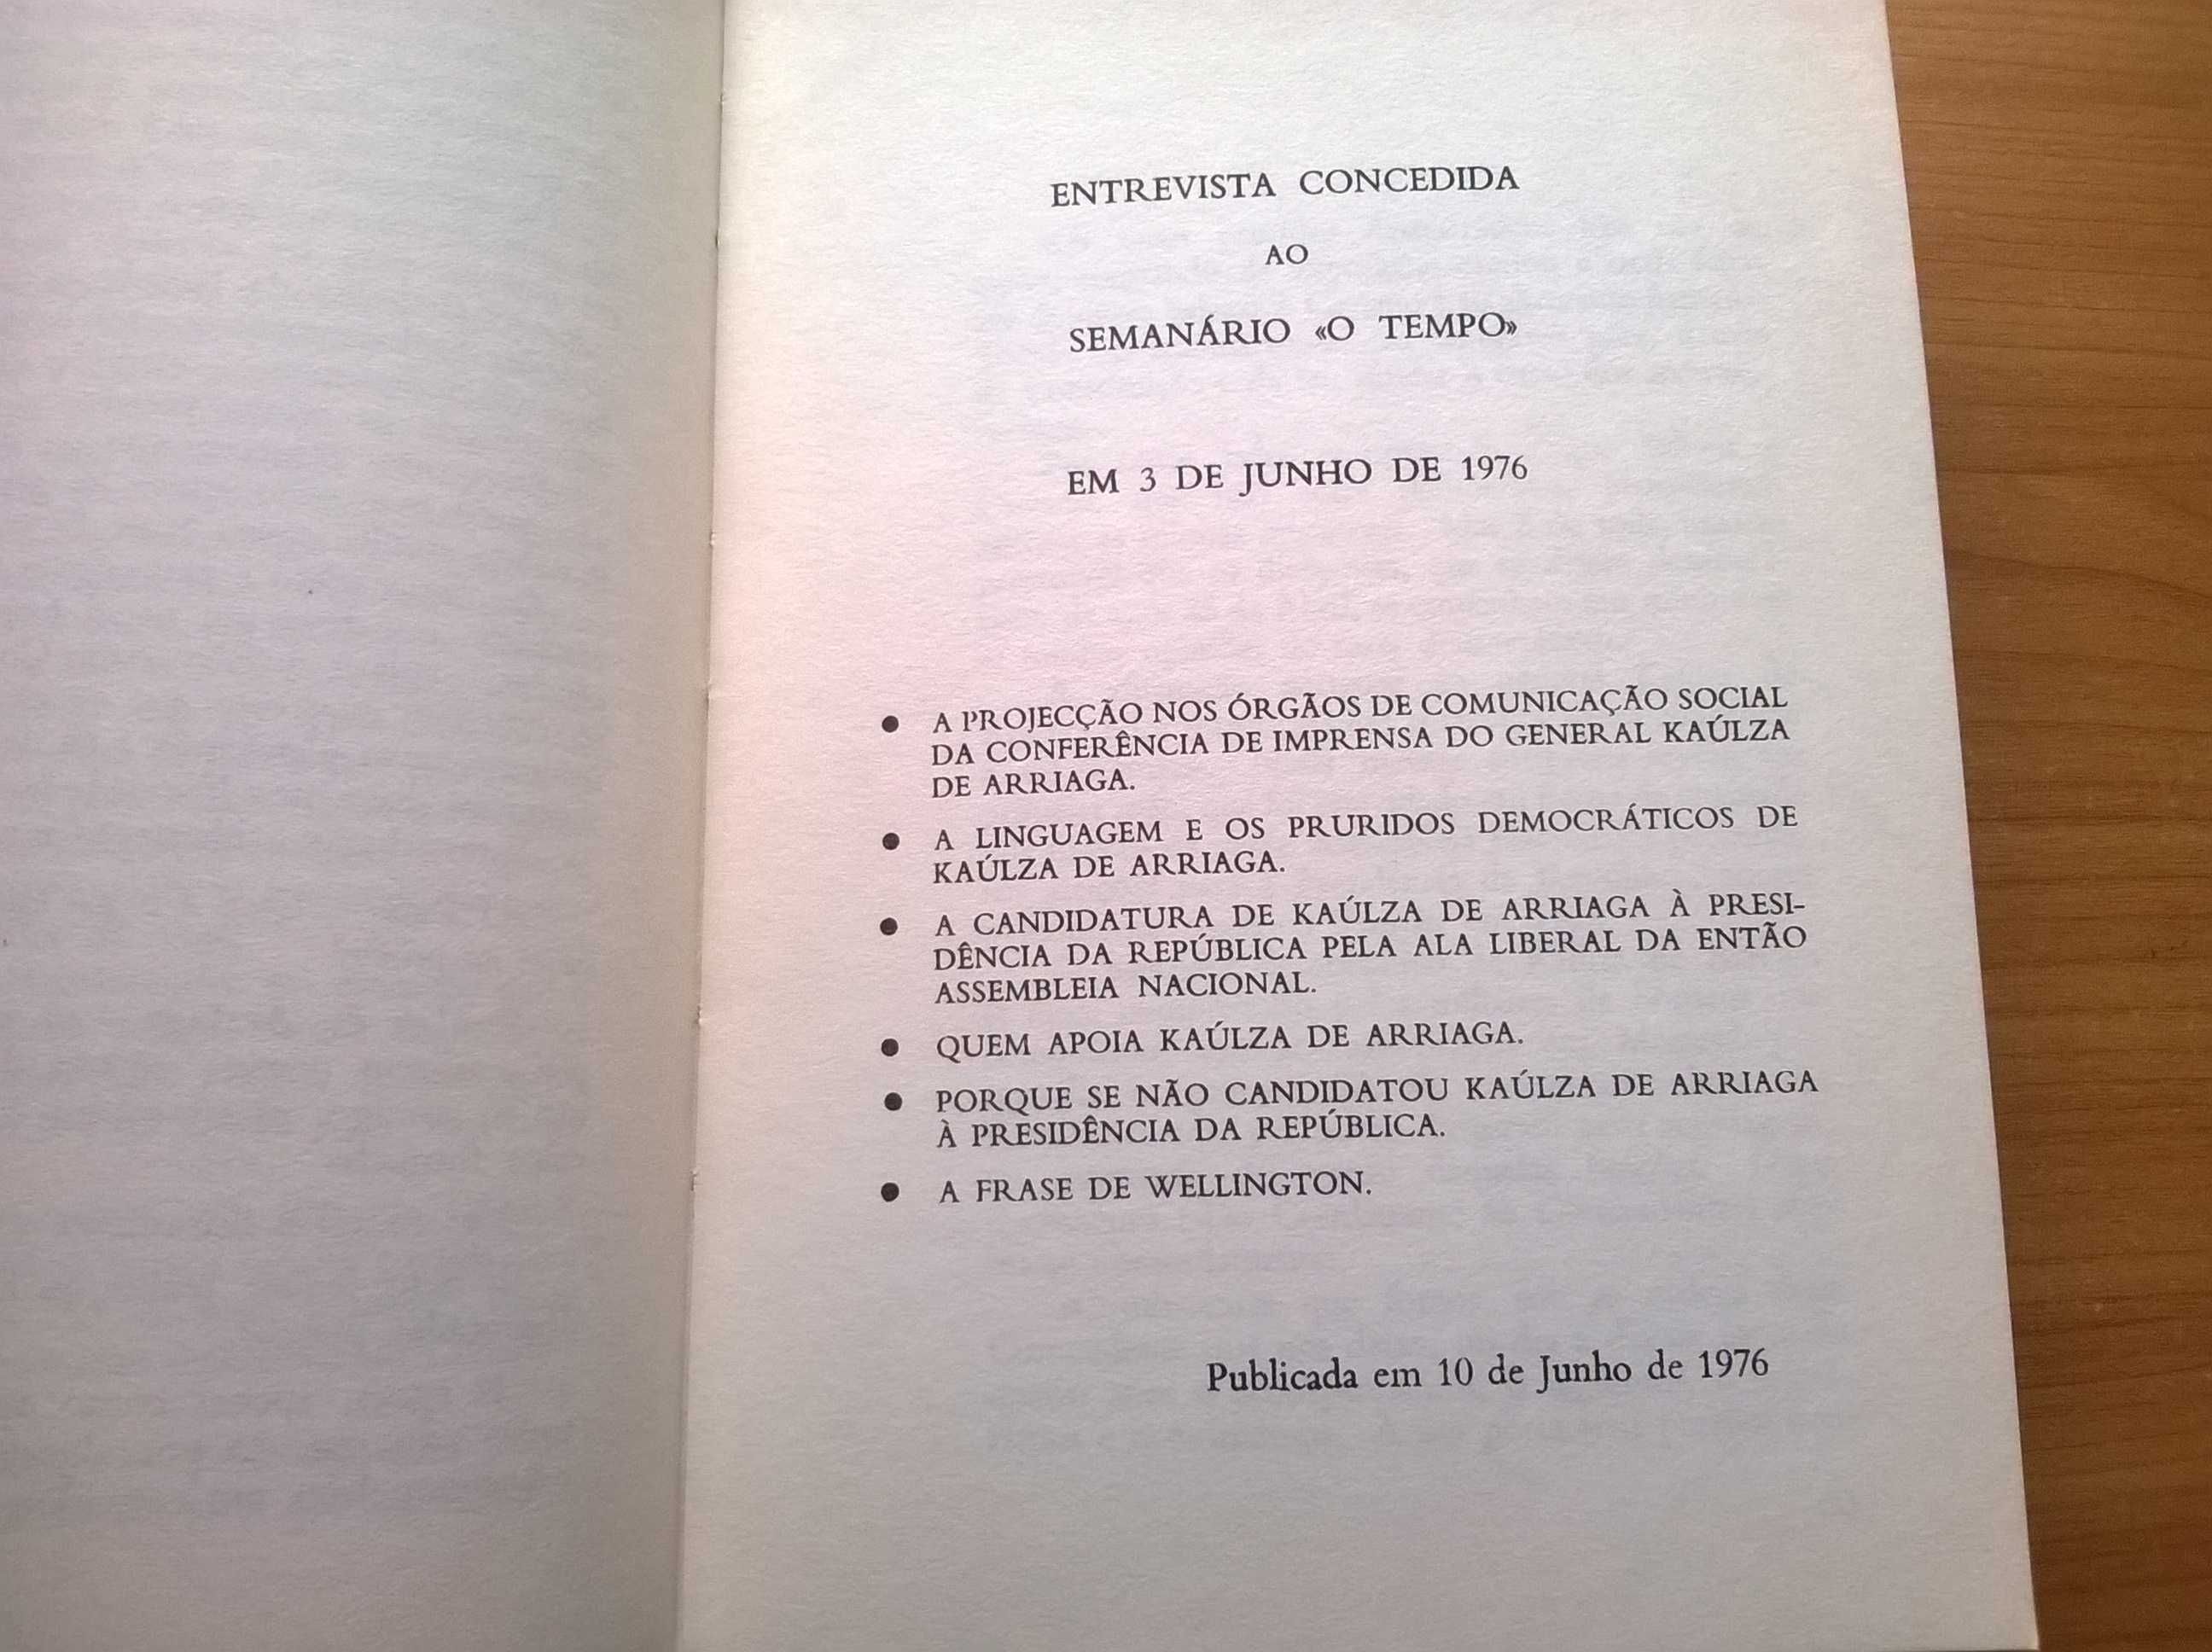 ENTREVISTA CONCEDIDA
AO
SEMANÁRIO «O TEMPO»
EM 3 DE JUNHO DE 1976
● A PROJECÇÃO NOS ÓRGÃOS DE COMUNICAÇÃO SOCIAL
DA CONFERÊNCIA DE IMPRENSA DO GENERAL KAÚLZA
DE ARRIAGA.
● A LINGUAGEM E OS PRURIDOS DEMOCRÁTICOS DE
KAÚLZA DE ARRIAGA.
● A CANDIDATURA DE KAÚLZA DE ARRIAGA À PRESI-
DÊNCIA DA REPÚBLICA PELA ALA LIBERAL DA ENTÃO
ASSEMBLEIA NACIONAL.
● QUEM APOIA KAÚLZA DE ARRIAGA.
● PORQUE SE NÃO CANDIDATOU KAÚLZA DE ARRIAGA
À PRESIDÊNCIA DA REPÚBLICA.
● A FRASE DE WELLINGTON.
Publicada em 10 de Junho de 1976